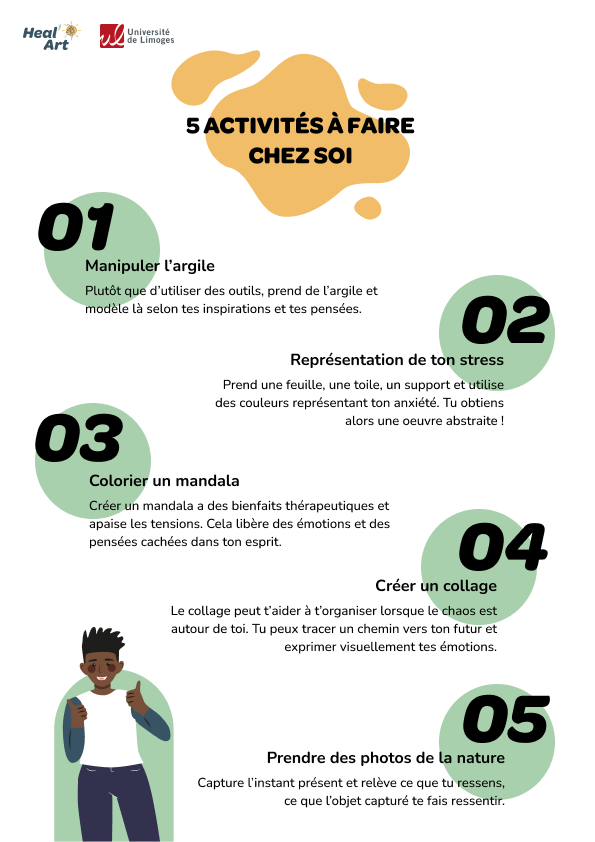 Heal
Art
ul
Université
de Limoges
5 ACTIVITÉS À FAIRE
CHEZ SOI
01
Manipuler l’argile
Plutôt que d’utiliser des outils, prend de l’argile et
modèle là selon tes inspirations et tes pensées.
02
Représentation de ton stress
Prend une feuille, une toile, un support et utilise
des couleurs représentant ton anxiété. Tu obtiens
alors une oeuvre abstraite !
03
Colorier un mandala
Créer un mandala a des bienfaits thérapeutiques et
apaise les tensions. Cela libère des émotions et des
pensées cachées dans ton esprit.
04
Créer un collage
Le collage peut t’aider à t’organiser lorsque le chaos est
autour de toi. Tu peux tracer un chemin vers ton futur et
exprimer visuellement tes émotions.
05
Prendre des photos de la nature
Capture l’instant présent et relève ce que tu ressens,
ce que l’objet capturé te fais ressentir.